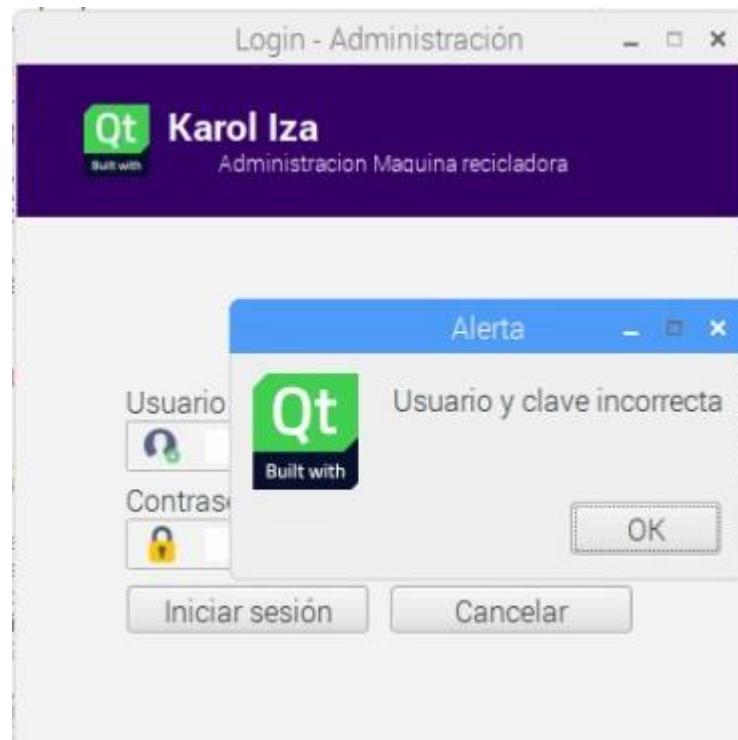 Login - Administración
Qt
Built with
Karol Iza
Administracion Maquina recicladora
Alerta
Qt
Built with
Usuario y clave incorrecta
OK
Usuario
Contrase
Iniciar sesión
Cancelar